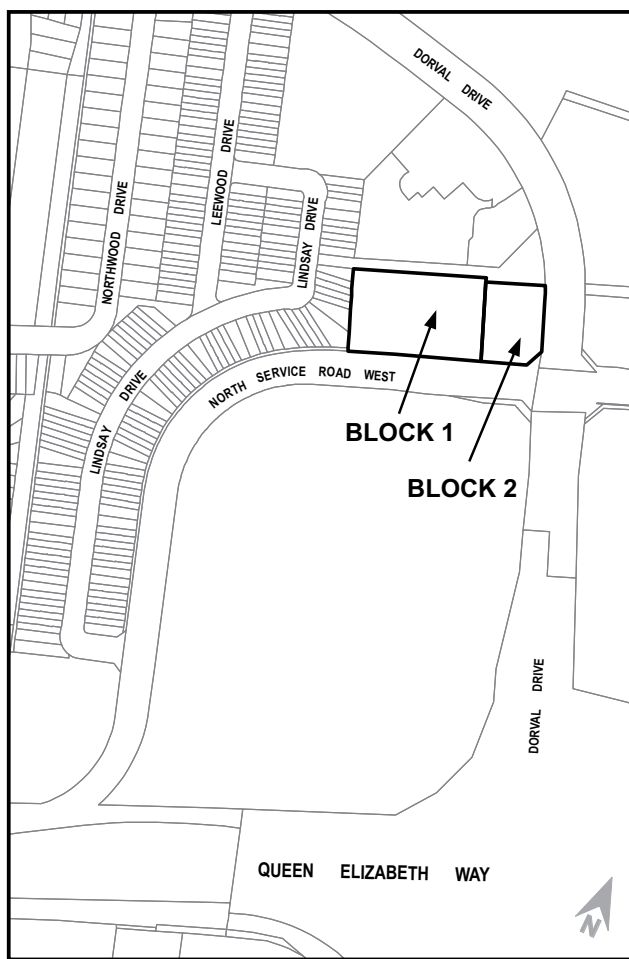 DORVAL DRIVE
NORTHWOOD DRIVE
LEEWOOD DRIVE
LINDSAY DRIVE
LINDSAY DRIVE
NORTH SERVICE ROAD WEST
BLOCK 1
BLOCK 2
DORVAL DRIVE
QUEEN ELIZABETH WAY
N